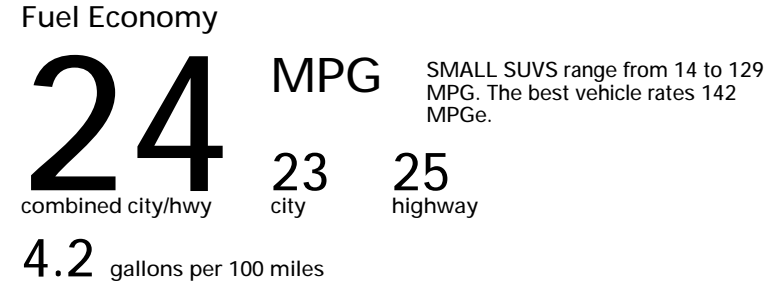 Fuel Economy
24
MPG
SMALL SUVS range from 14 to 129
MPG. The best vehicle rates 142
MPGe.
23
25
combined city/hwy
city
highway
4.2 gallons per 100 miles